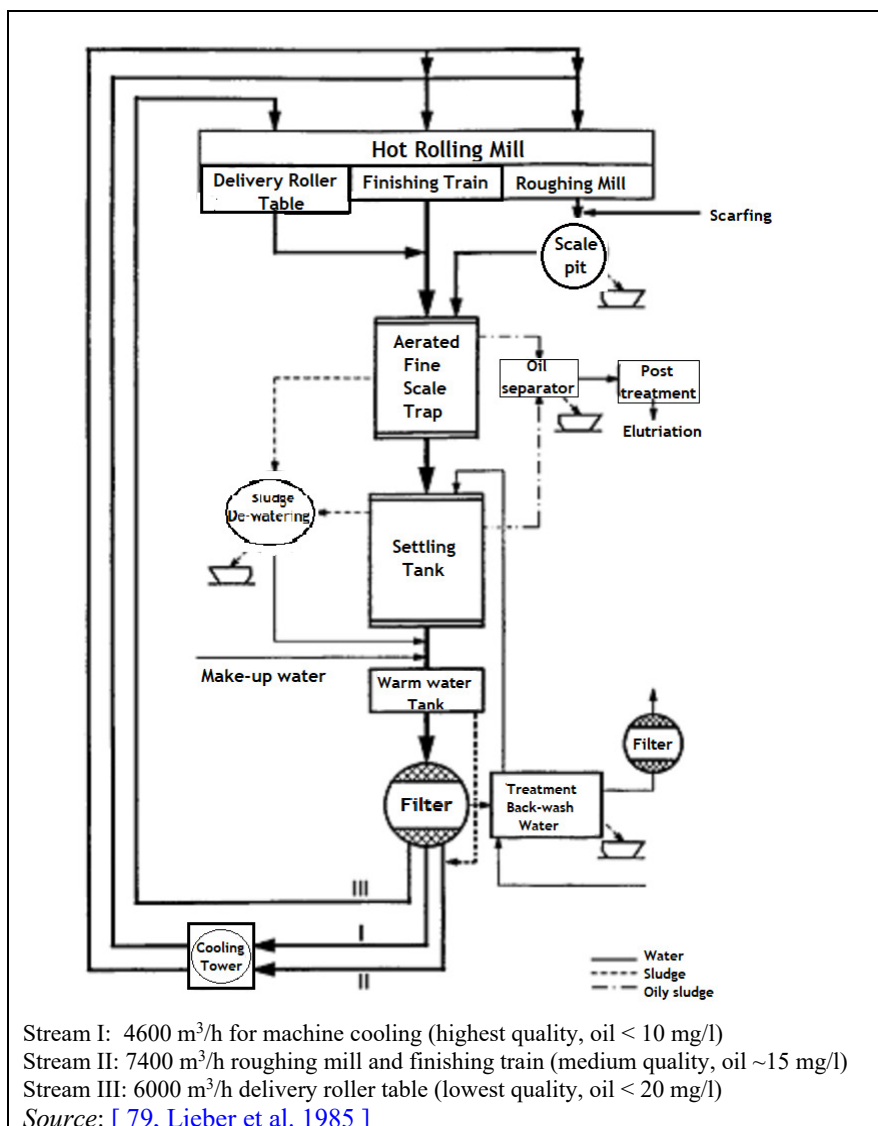 Hot Rolling Mill
Delivery Roller
Table
Finishing Train
Roughing Mill
Scarfing
Scale
pit
Aerated
Fine
Scale
Trap
Oil
separator
Post
treatment
Elutriation
Sludge
De-watering
Settling
Tank
Make-up water
Warm water
Tank
Filter
Filter
Treatment
Back-wash
Water
III
I
II
Cooling
Tower
Water
Sludge
Oily sludge
Stream I: 4600 m³/h for machine cooling (highest quality, oil < 10 mg/l)
Stream II: 7400 m³/h roughing mill and finishing train (medium quality, oil ~15 mg/l)
Stream III: 6000 m³/h delivery roller table (lowest quality, oil < 20 mg/l)
Source: [ 79, Lieber et al. 1985 ]